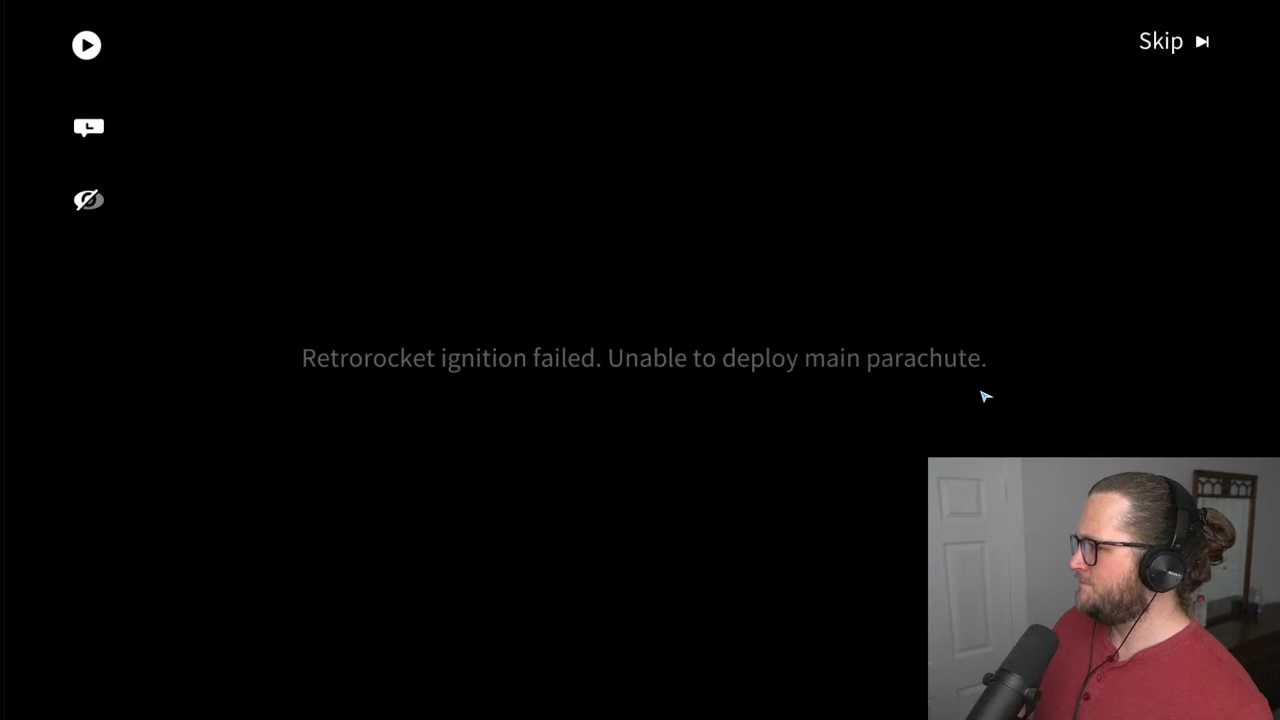 Skip
Retrorocket ignition failed. Unable to deploy main parachute.